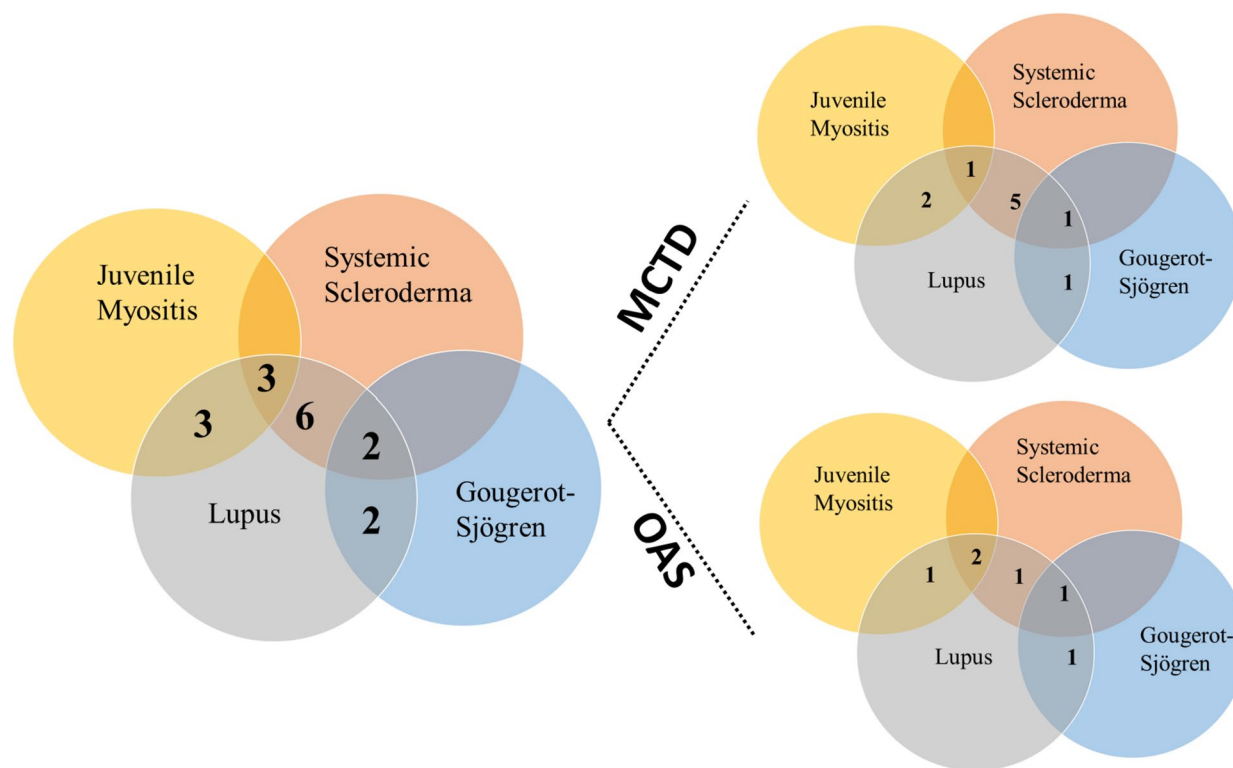 Juvenile
Myositis
Systemic
Scleroderma
3
3
6
2
2
Lupus
Gougerot-
Sjögren
MCTD
OAS
Juvenile
Myositis
Systemic
Scleroderma
1
2
5
1
1
Lupus
Gougerot-
Sjögren
Juvenile
Myositis
Systemic
Scleroderma
2
1
1
1
1
Lupus
Gougerot-
Sjögren